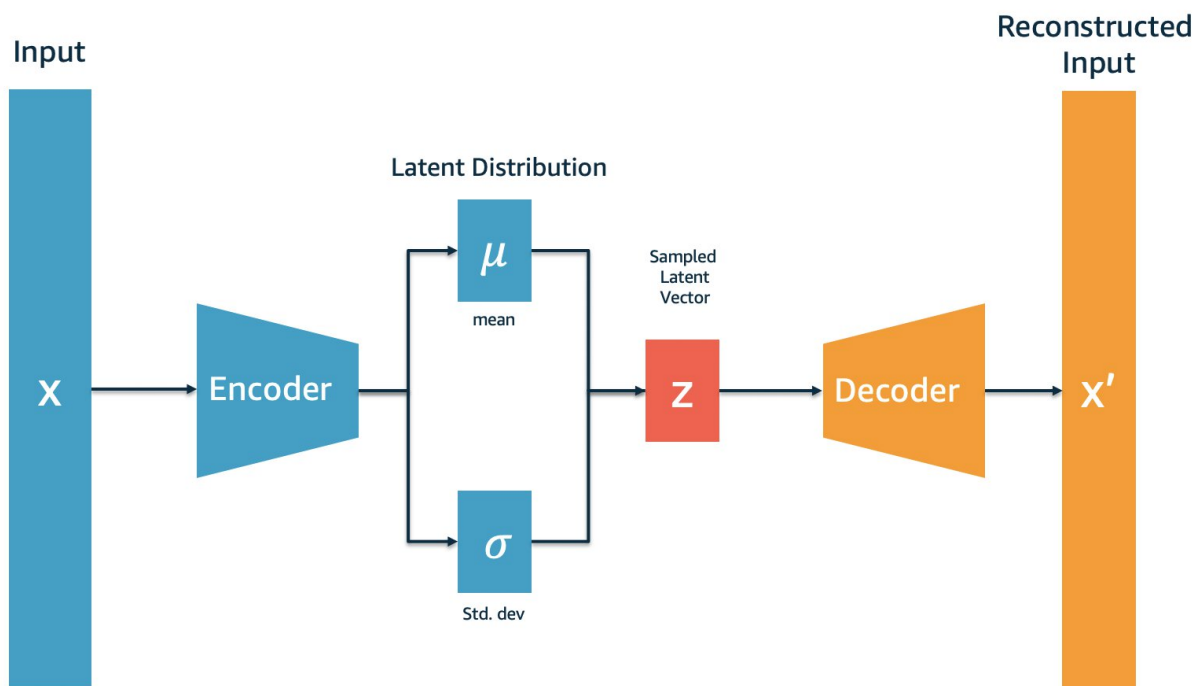 Input
Reconstructed
Input
Latent Distribution
μ
mean
Sampled
Latent
Vector
x
Encoder
z
Decoder
x′
σ
Std. dev